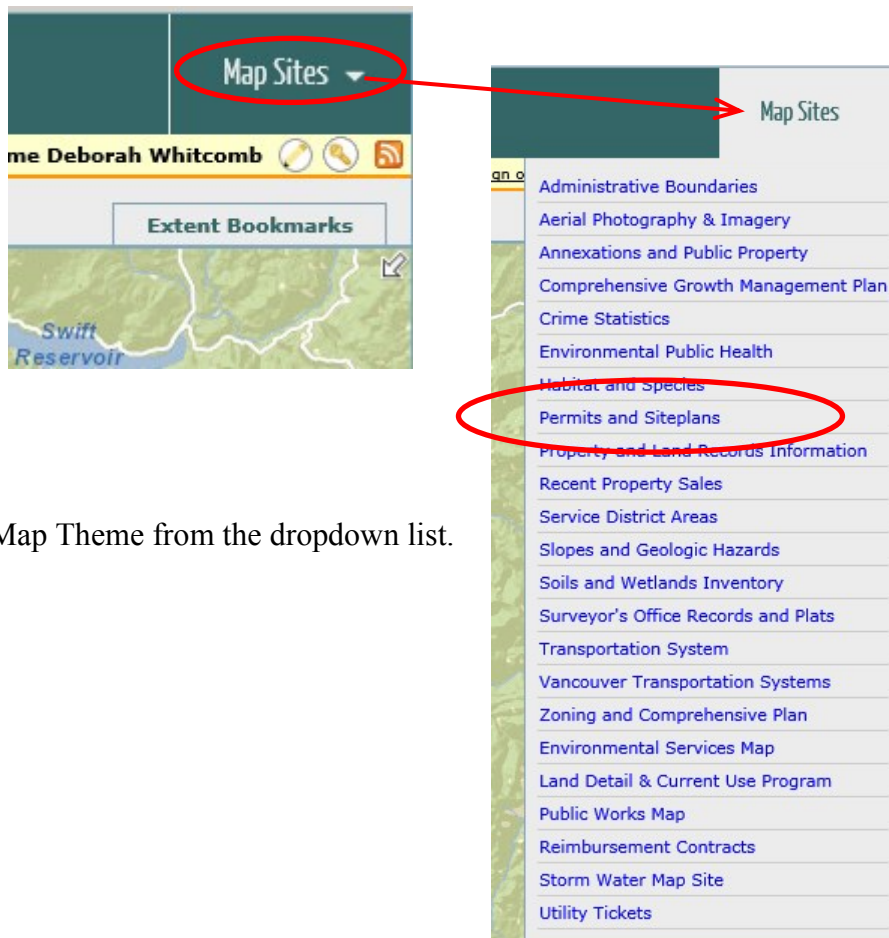 Map Sites
me Deborah Whitcomb
Extent Bookmarks
Swift
Reservoir
Map Theme from the dropdown list.
Map Sites
gn o
Administrative Boundaries
Aerial Photography & Imagery
Annexations and Public Property
Comprehensive Growth Management Plan
Crime Statistics
Environmental Public Health
Habitat and Species
Permits and Siteplans
Property and Land Records Information
Recent Property Sales
Service District Areas
Slopes and Geologic Hazards
Soils and Wetlands Inventory
Surveyor's Office Records and Plats
Transportation System
Vancouver Transportation Systems
Zoning and Comprehensive Plan
Environmental Services Map
Land Detail & Current Use Program
Public Works Map
Reimbursement Contracts
Storm Water Map Site
Utility Tickets